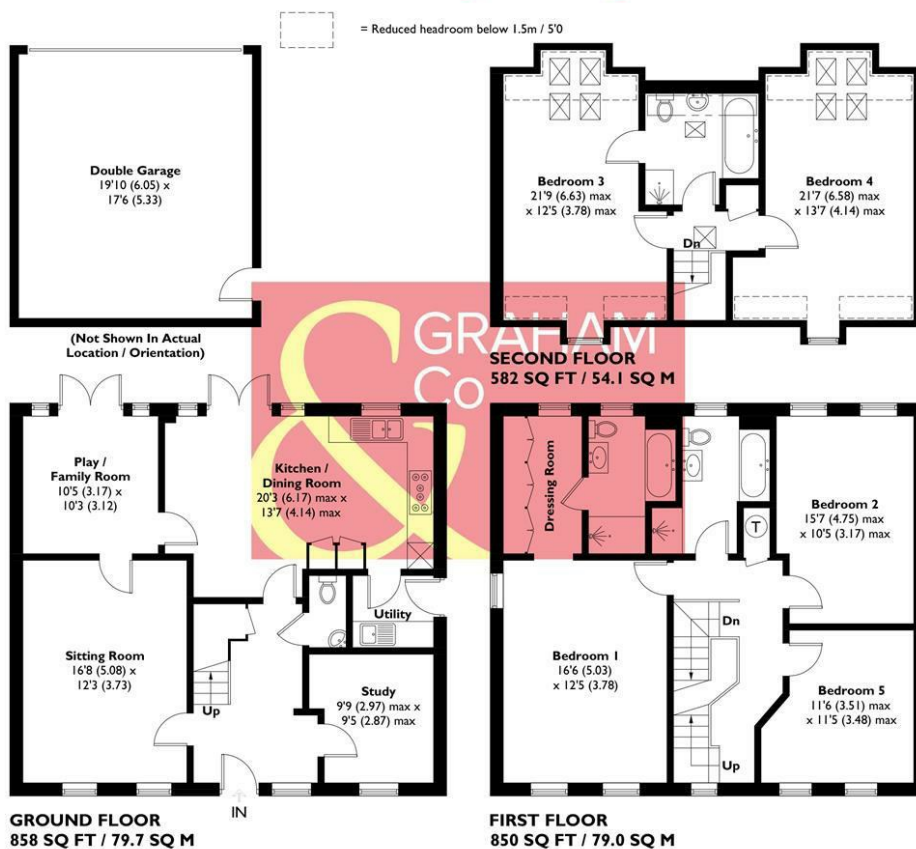 = Reduced headroom below 1.5m / 5'0
Double Garage
19'10 (6.05) x
17'6 (5.33)
(Not Shown In Actual
Location / Orientation)
Bedroom 3
21'9 (6.63) max
x 12'5 (3.78) max
Bedroom 4
21'7 (6.58) max
x 13'7 (4.14) max
Dn
SECOND FLOOR
582 SQ FT / 54.1 SQ M
&
GRAHAM
Co
Play /
Family Room
10'5 (3.17) x
10'3 (3.12)
Kitchen /
Dining Room
20'3 (6.17) max x
13'7 (4.14) max
Utility
Sitting Room
16'8 (5.08) x
12'3 (3.73)
Up
Study
9'9 (2.97) max x
9'5 (2.87) max
IN
GROUND FLOOR
858 SQ FT / 79.7 SQ M
Dressing Room
T
Bedroom 2
15'7 (4.75) max
x 10'5 (3.17) max
Dn
Bedroom 1
16'6 (5.03)
x 12'5 (3.78)
Bedroom 5
11'6 (3.51) max
x 11'5 (3.48) max
Up
FIRST FLOOR
850 SQ FT / 79.0 SQ M